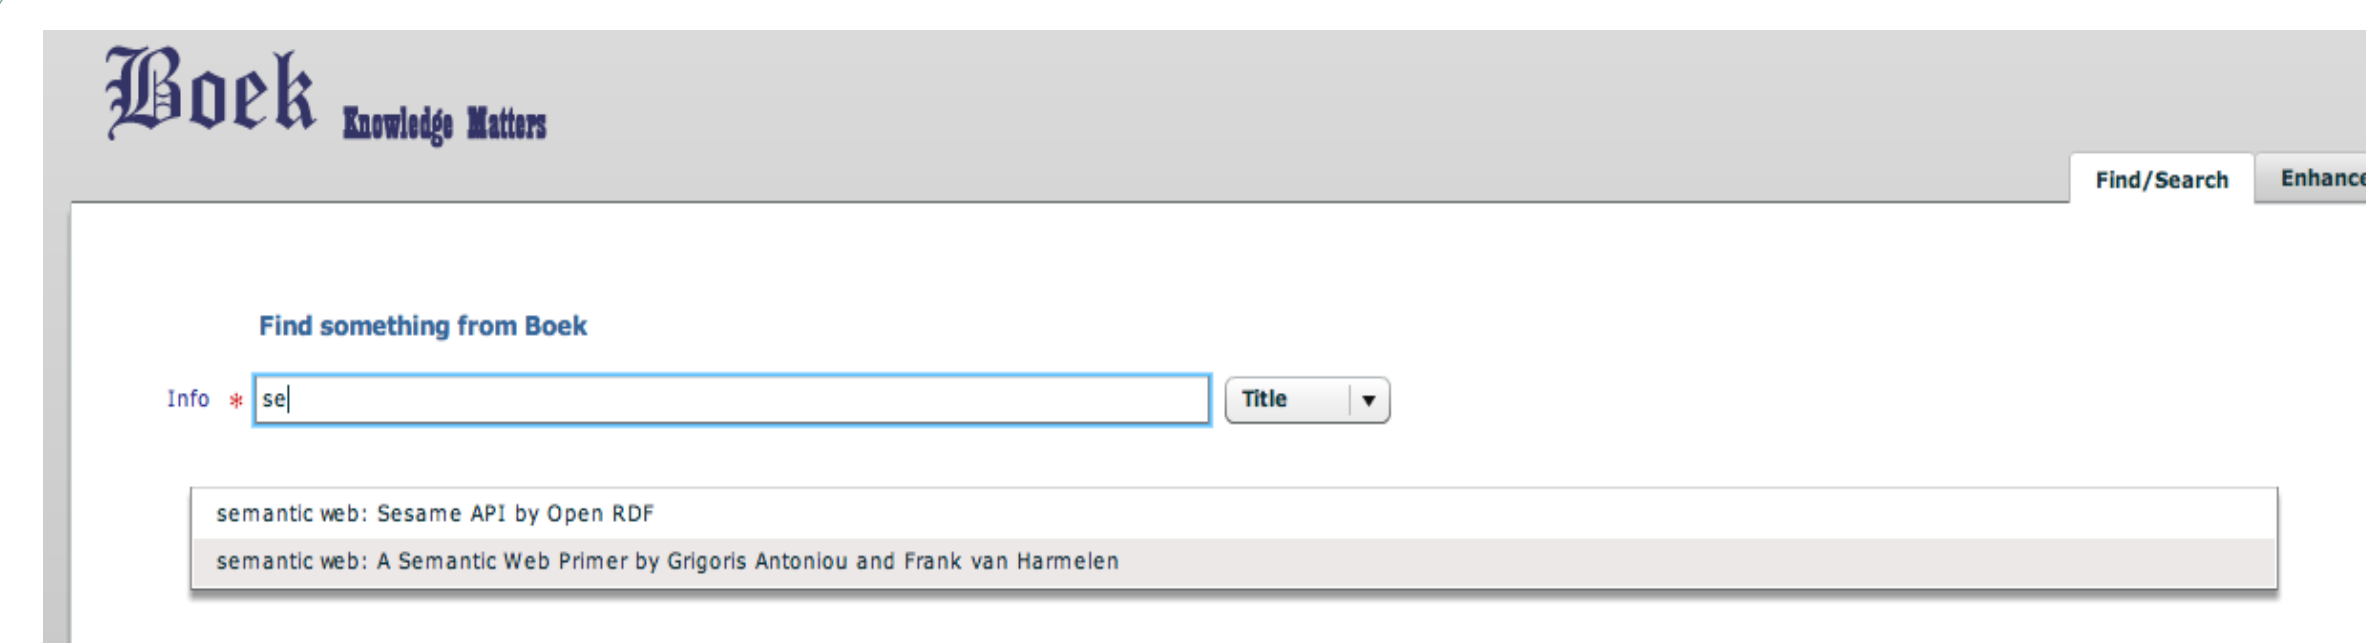 Boek Knowledge Matters
Find/Search Enhance
Find something from Boek
Info * se Title
semantic web: Sesame API by Open RDF
semantic web: A Semantic Web Primer by Grigoris Antoniou and Frank van Harmelen